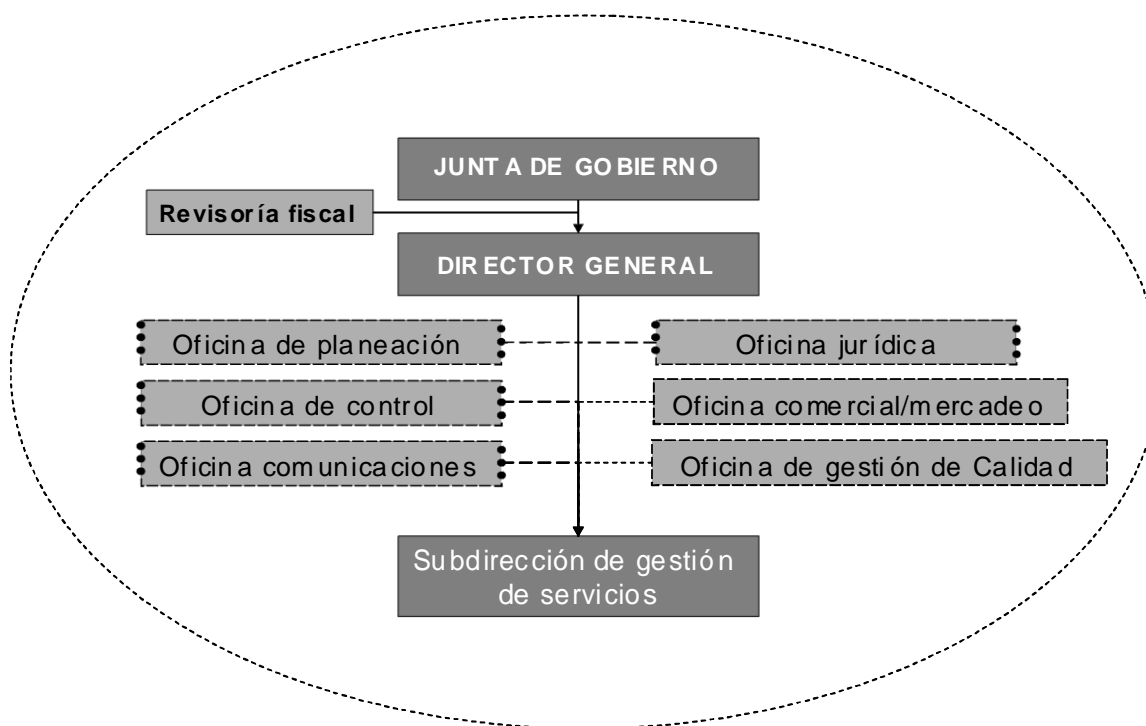 JUNTA DE GOBIERNO
Revisoría fiscal
DIRECTOR GENERAL
Oficina de planeación
Oficina jurídica
Oficina de control
Oficina comercial/mercadeo
Oficina comunicaciones
Oficina de gestión de Calidad
Subdirección de gestión
de servicios